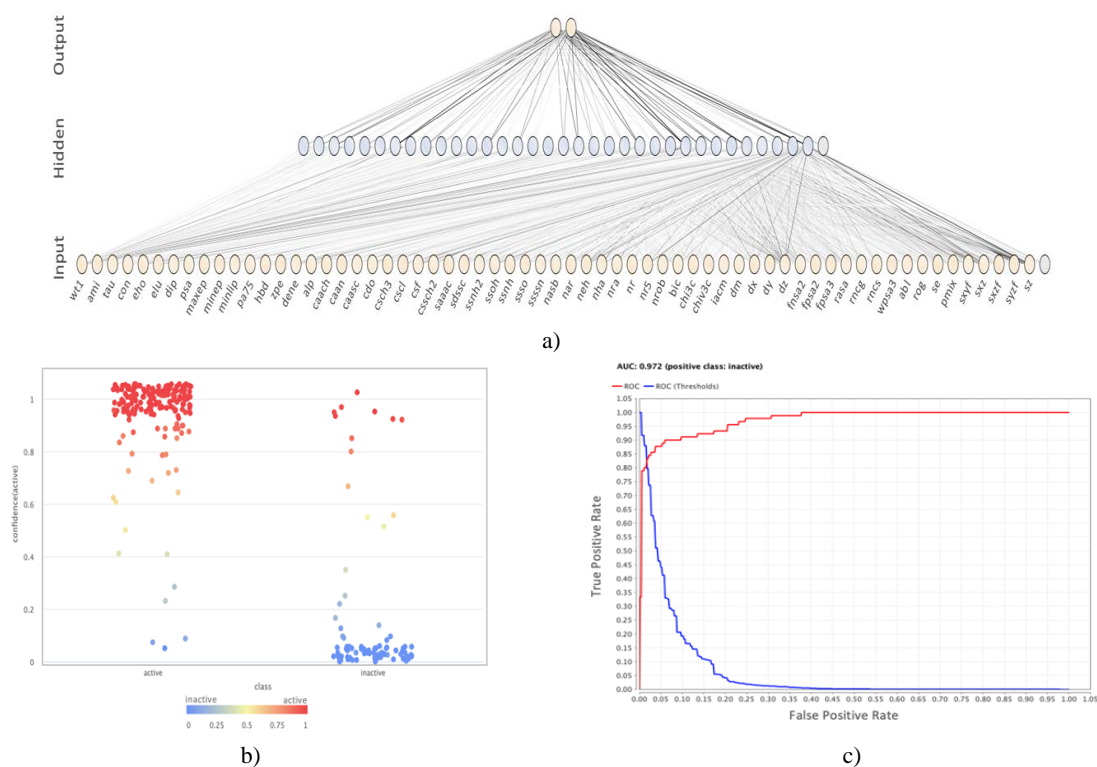 Output
Hidden
Input
wt1 ami tau con eho elu dip psa maxep minep minilp pa75 hbd zpe dene alp caach caan caasc cdo csch3 cscl csf cssch2 saaac sdssc ssnh2 ssoh ssnh ssso ssssn nasb nar neh nha nra nr nr5 nrob bic chi3c chiv3c iacm dm dx dy dz fnsa2 fpsa2 fpsa3 rasa rncg rncs wpsa3 abl rog se pmix sxyf sxz sxzf syzf sz
a)
confidence(active)
1
0.8
0.6
0.4
0.2
0
active inactive
class
inactive active
0 0.25 0.5 0.75 1
b)
AUC: 0.972 (positive class: inactive)
ROC ROC (Thresholds)
True Positive Rate
1.05
1.00
0.95
0.90
0.85
0.80
0.75
0.70
0.65
0.60
0.55
0.50
0.45
0.40
0.35
0.30
0.25
0.20
0.15
0.10
0.05
0.00
0.00 0.05 0.10 0.15 0.20 0.25 0.30 0.35 0.40 0.45 0.50 0.55 0.60 0.65 0.70 0.75 0.80 0.85 0.90 0.95 1.00 1.05
False Positive Rate
c)